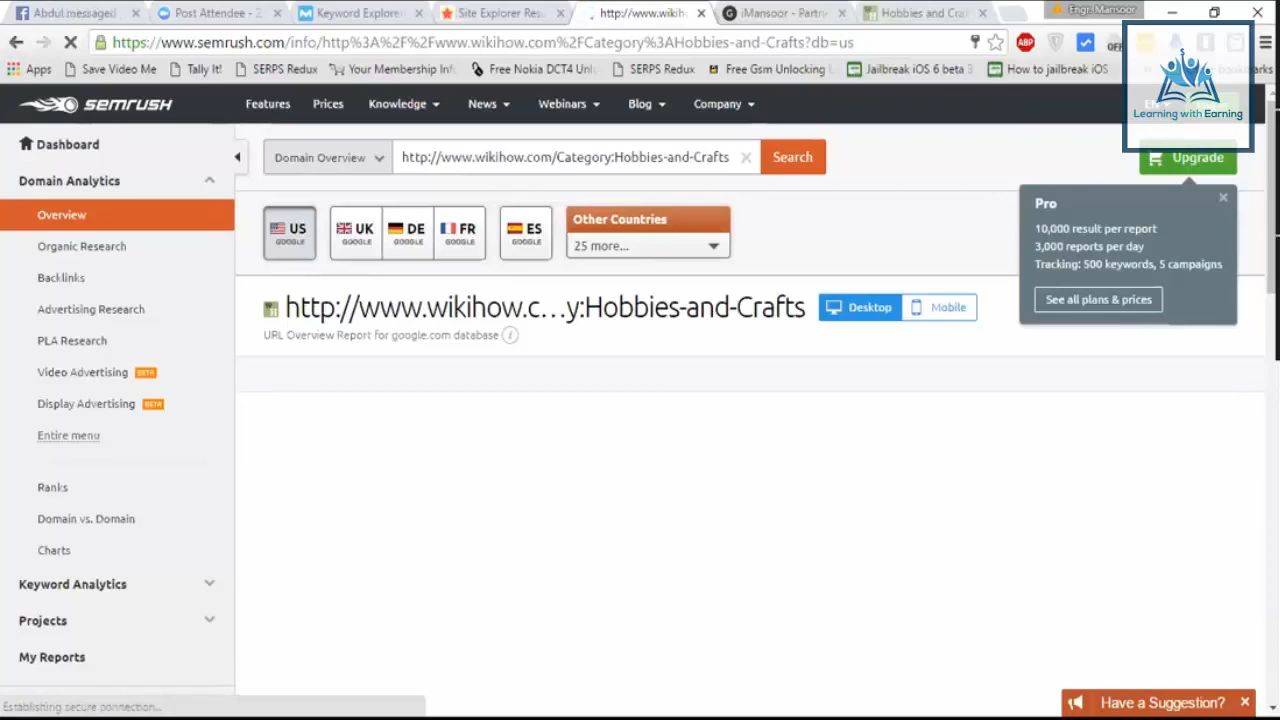 Abdul.messaged
Post Attendee - Z
Keyword Explorer
Site Explorer Res
http://www.wikih
iMansoor - Partne
Hobbies and Craf
Engr. Mansoor
https://www.semrush.com/info/http%3A%2F%2Fwww.wikihow.com%2FCategory%3AHobbies-and-Crafts?db=us
ABP
OFF
Apps
Save Video Me
Tally It!
SERPS Redux
Your Membership Inf
Free Nokia DCT4 Unl
SERPS Redux
Free Gsm Unlocking
Jailbreak iOS 6 beta 3
How to jailbreak iOS
bookmarks
Learning with Earning
SEMRUSH
Features
Prices
Knowledge
News
Webinars
Blog
Company
EN
Dashboard
Domain Overview
http://www.wikihow.com/Category:Hobbies-and-Crafts
Search
Upgrade
Domain Analytics
Overview
Organic Research
Backlinks
Advertising Research
PLA Research
Video Advertising BETA
Display Advertising BETA
Entire menu
Ranks
Domain vs. Domain
Charts
Keyword Analytics
Projects
My Reports
US
GOOGLE
UK
GOOGLE
DE
GOOGLE
FR
GOOGLE
ES
GOOGLE
Other Countries
25 more...
Pro
10,000 result per report
3,000 reports per day
Tracking: 500 keywords, 5 campaigns
See all plans & prices
http://www.wikihow.c...y:Hobbies-and-Crafts
Desktop
Mobile
URL Overview Report for google.com database
Establishing secure connection...
Have a Suggestion?